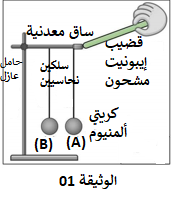 ساق معدنية
قضيب
إيبونيت
مشحون
حامل
عازل
سلكين
نحاسيين
كريتي
ألمنيوم
(B)
(A)
الوثيقة 01